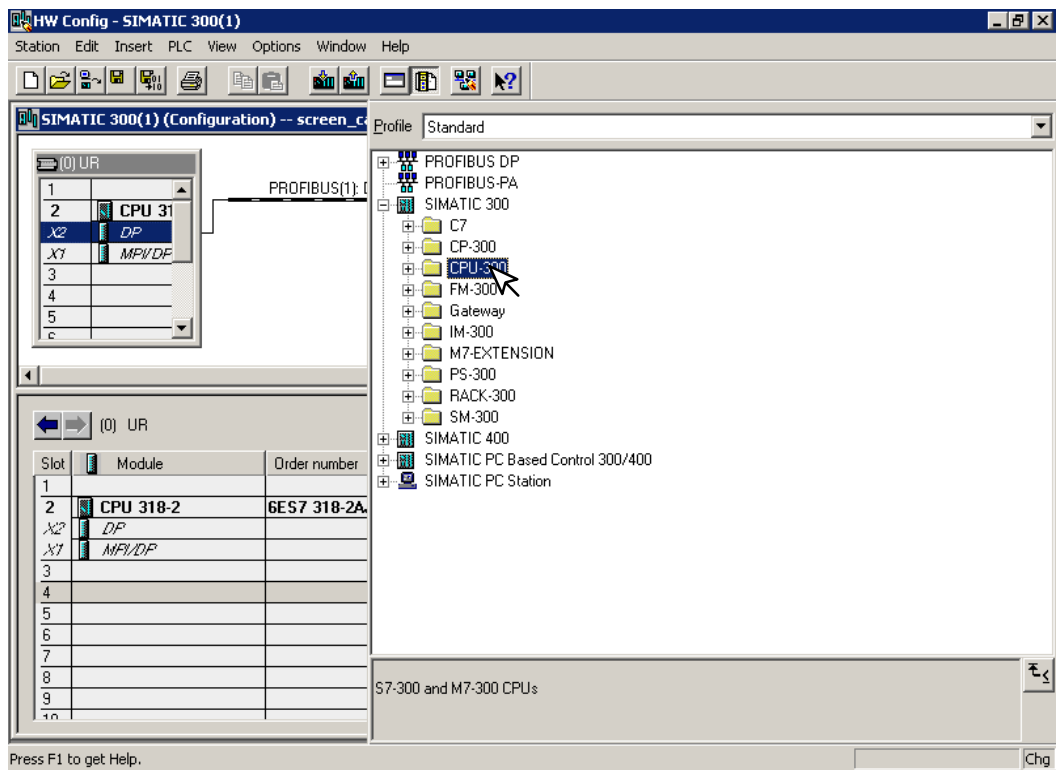 HW Config - SIMATIC 300(1)
Station Edit Insert PLC View Options Window Help
SIMATIC 300(1) (Configuration) -- screen_c
(0) UR
1
2 CPU 31
X2 DP
X1 MPI/DP
3
4
5
PROFIBUS(1):
(0) UR
Slot Module Order number
1
2 CPU 318-2 6ES7 318-2A
X2 DP
X1 MPI/DP
3
4
5
6
7
8
9
10
Profile Standard
PROFIBUS DP
PROFIBUS-PA
SIMATIC 300
C7
CP-300
CPU-300
FM-300
Gateway
IM-300
M7-EXTENSION
PS-300
RACK-300
SM-300
SIMATIC 400
SIMATIC PC Based Control 300/400
SIMATIC PC Station
S7-300 and M7-300 CPUs
Press F1 to get Help.
Chg